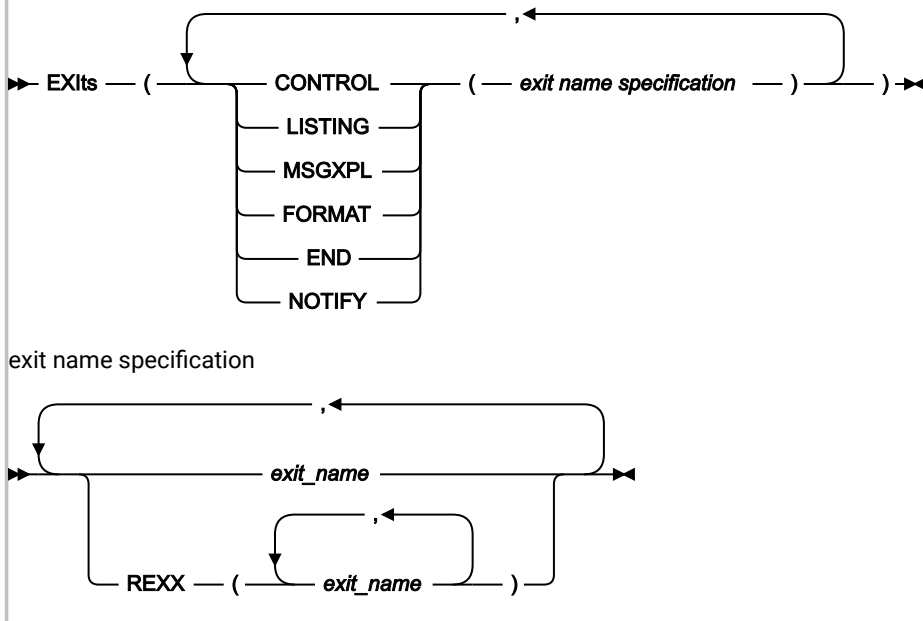 ,
EXIts ( CONTROL ( exit name specification ) )
LISTING
MSGXPL
FORMAT
END
NOTIFY
exit name specification
,
exit_name
,
REXX ( exit_name )